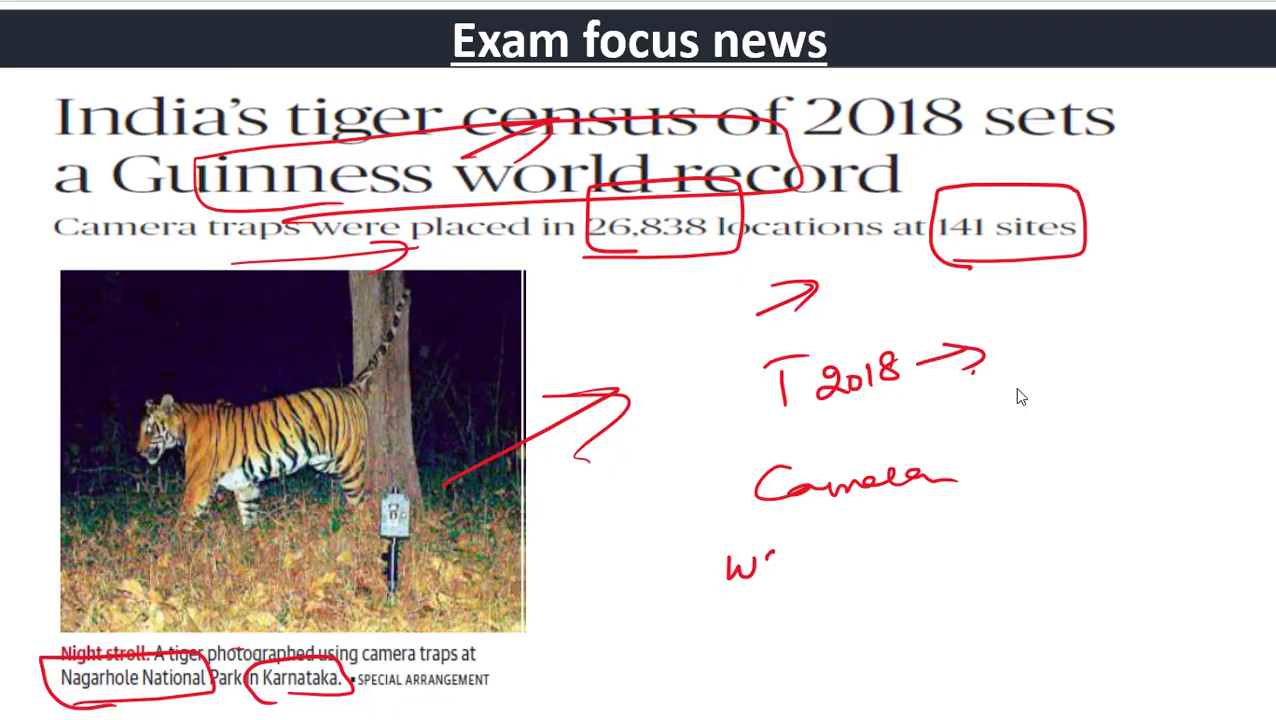 Exam focus news
India's tiger census of 2018 sets
a Guinness world record
Camera traps were placed in 26,838 locations at 141 sites
T 2018
Camera
Night stroll. A tiger photographed using camera traps at
Nagarhole National Park in Karnataka. ▪ SPECIAL ARRANGEMENT